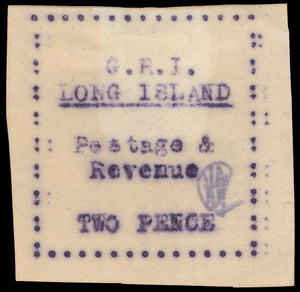 G.R.I.
LONG ISLAND
Postage &
Revenue
TWO PENCE